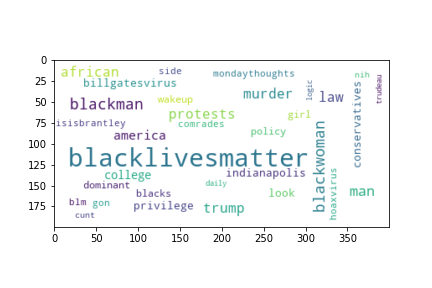 0
african
side
mondaythoughts
nih
25
billgatesvirus
logic
trudeau
murder
law
wakeup
50
blackman
conservatives
protests
girl
75
isisbrantley
comrades
america
policy
100
blacklivesmatter
blackwoman
125
college
indianapolis
hoaxvirus
150
dominant
daily
blacks
look
man
175
blm
gon
privilege
trump
cunt
0 50 100 150 200 250 300 350